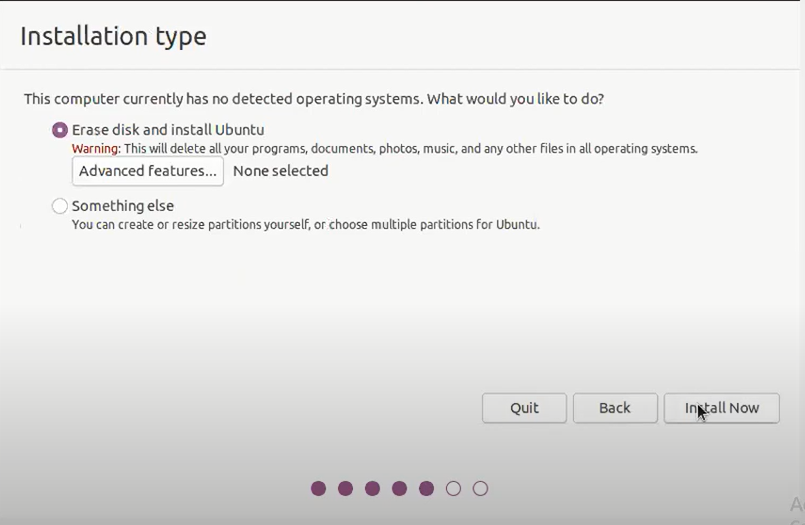 Installation type
This computer currently has no detected operating systems. What would you like to do?
Erase disk and install Ubuntu
Warning: This will delete all your programs, documents, photos, music, and any other files in all operating systems.
Advanced features... None selected
Something else
You can create or resize partitions yourself, or choose multiple partitions for Ubuntu.
Quit Back Install Now